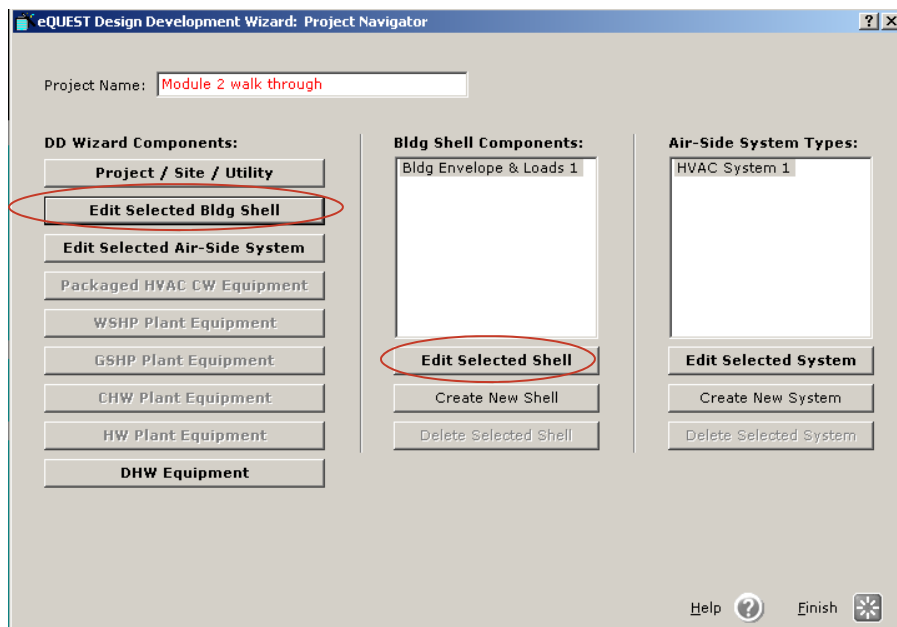 eQUEST Design Development Wizard: Project Navigator
Project Name: Module 2 walk through
DD Wizard Components:
Project / Site / Utility
Edit Selected Bldg Shell
Edit Selected Air-Side System
Packaged HVAC CW Equipment
WSHP Plant Equipment
GSHP Plant Equipment
CHW Plant Equipment
HW Plant Equipment
DHW Equipment
Bldg Shell Components:
Bldg Envelope & Loads 1
Edit Selected Shell
Create New Shell
Delete Selected Shell
Air-Side System Types:
HVAC System 1
Edit Selected System
Create New System
Delete Selected System
Help ? Finish